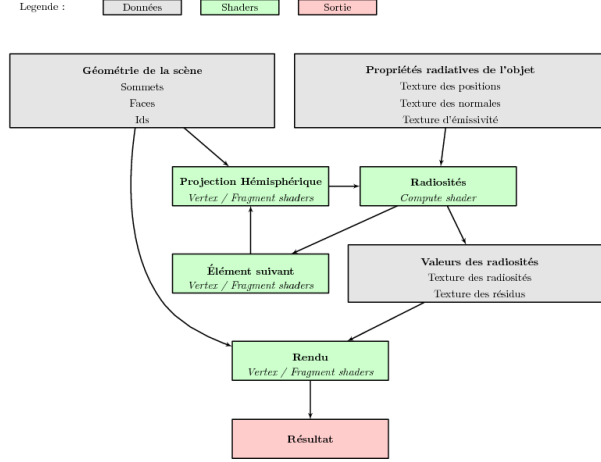 Legende :
Données
Shaders
Sortie
Géométrie de la scène
Sommets
Faces
Ids
Propriétés radiatives de l'objet
Texture des positions
Texture des normales
Texture d'émissivité
Projection Hémisphérique
Vertex / Fragment shaders
Radiosités
Compute shader
Élément suivant
Vertex / Fragment shaders
Valeurs des radiosités
Texture des radiosités
Texture des résidus
Rendu
Vertex / Fragment shaders
Résultat